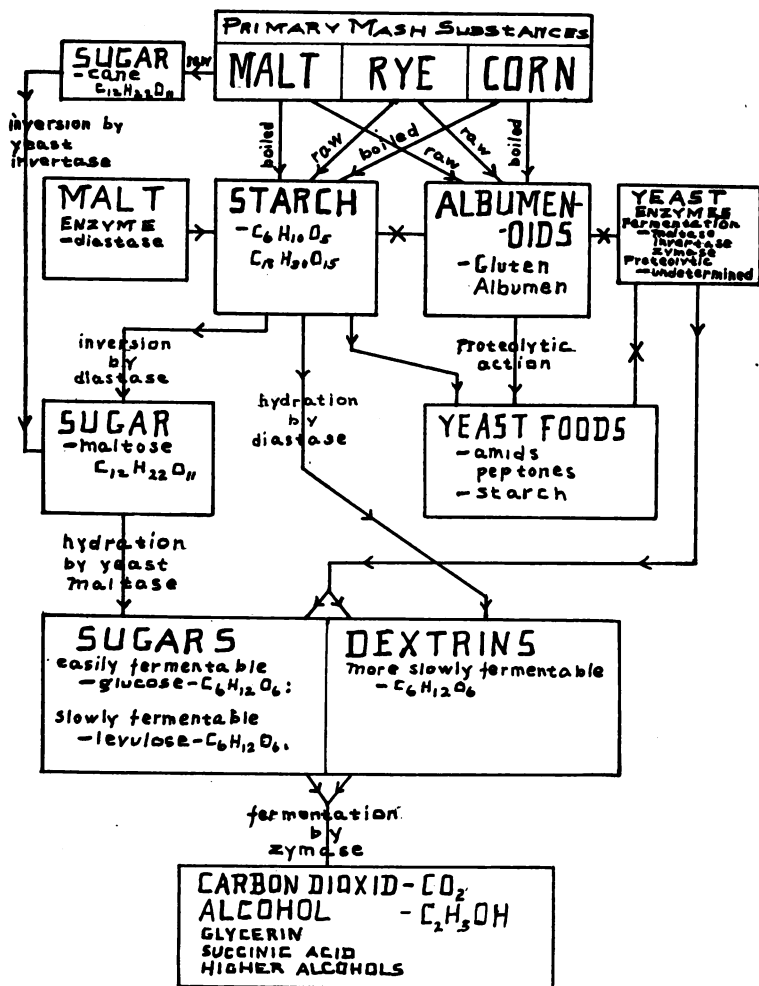 PRIMARY MASH SUBSTANCES
MALT
RYE
CORN
raw
SUGAR
-cane
C12H22O11
inversion by
yeast
invertase
boiled
raw
boiled
raw
raw
boiled
MALT
ENZYME
-diastase
STARCH
-C6H10O5
C18H30O15
ALBUMEN-
-OIDS
-Gluten
Albumen
YEAST
ENZYMES
Fermentation
-maltase
invertase
zymase
Proteolytic
-undetermined
inversion
by
diastase
hydration
by
diastase
Proteolytic
action
SUGAR
-maltose
C12H22O11
YEAST FOODS
-amids
peptones
-starch
hydration
by yeast
maltase
SUGARS
easily fermentable
-glucose-C6H12O6:
slowly fermentable
-levulose-C6H12O6.
DEXTRINS
more slowly fermentable
-C6H12O6
fermentation
by
zymase
CARBON DIOXID-CO2
ALCOHOL -C2H5OH
GLYCERIN
SUCCINIC ACID
HIGHER ALCOHOLS